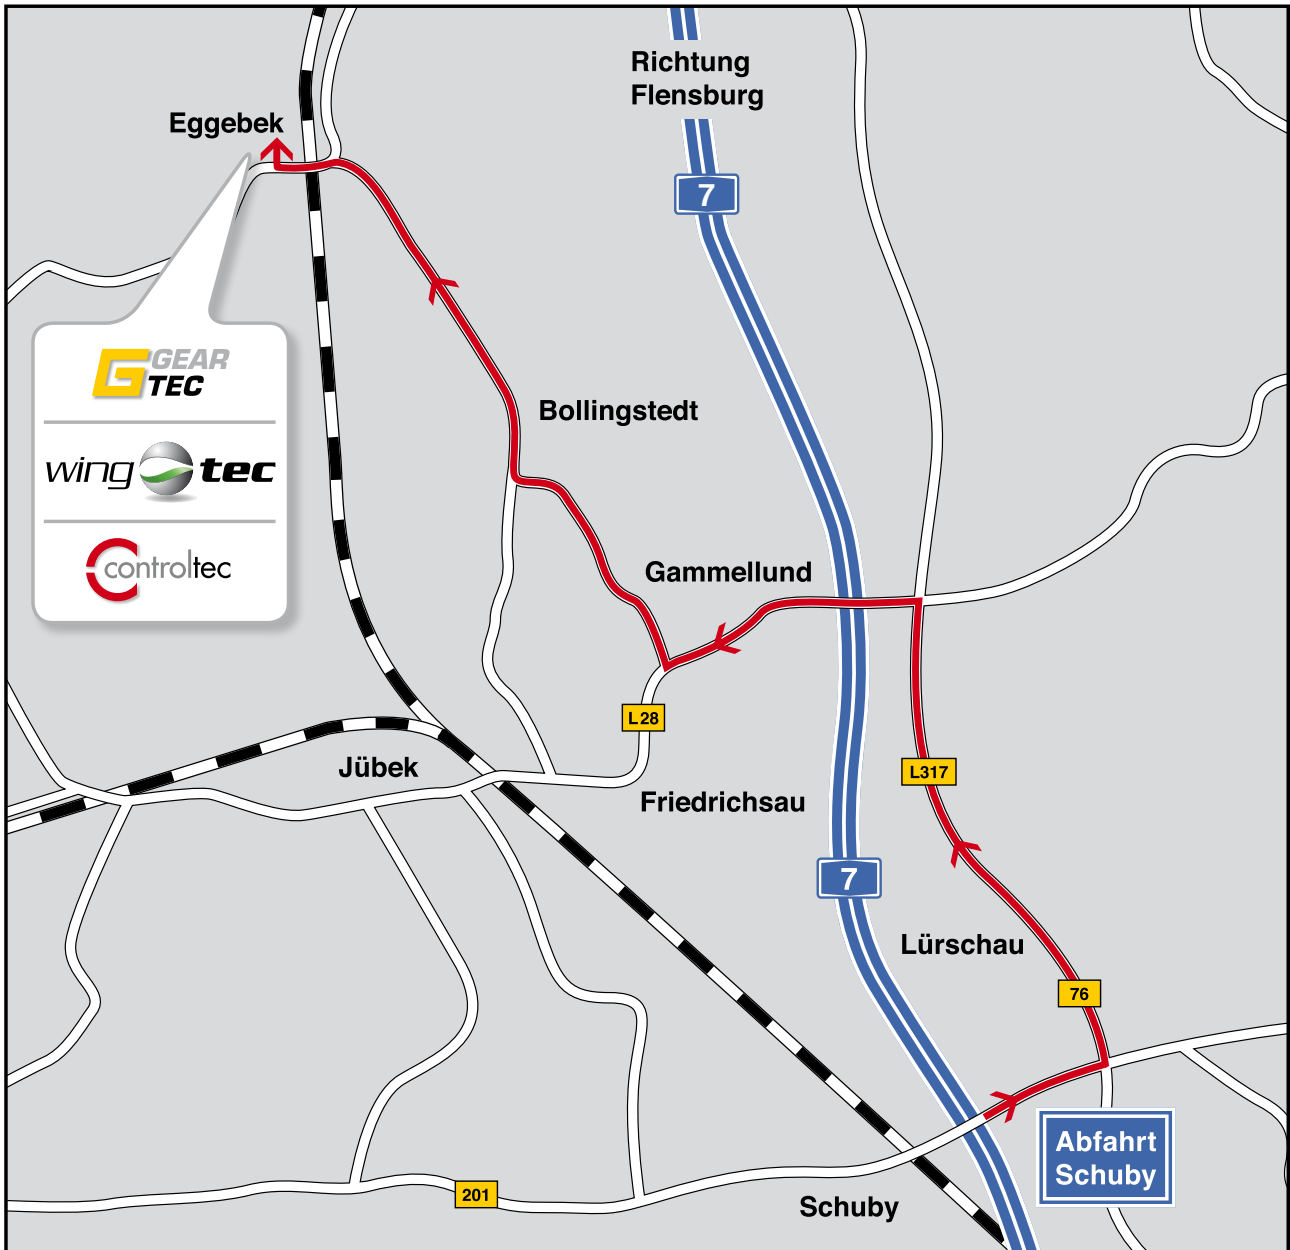 Richtung
Flensburg
Eggebek
7
GEAR
TEC
Bollingstedt
wing tec
controltec
Gammellund
L28
Jübek
L317
Friedrichsau
7
Lürschau
76
Abfahrt
Schuby
201
Schuby